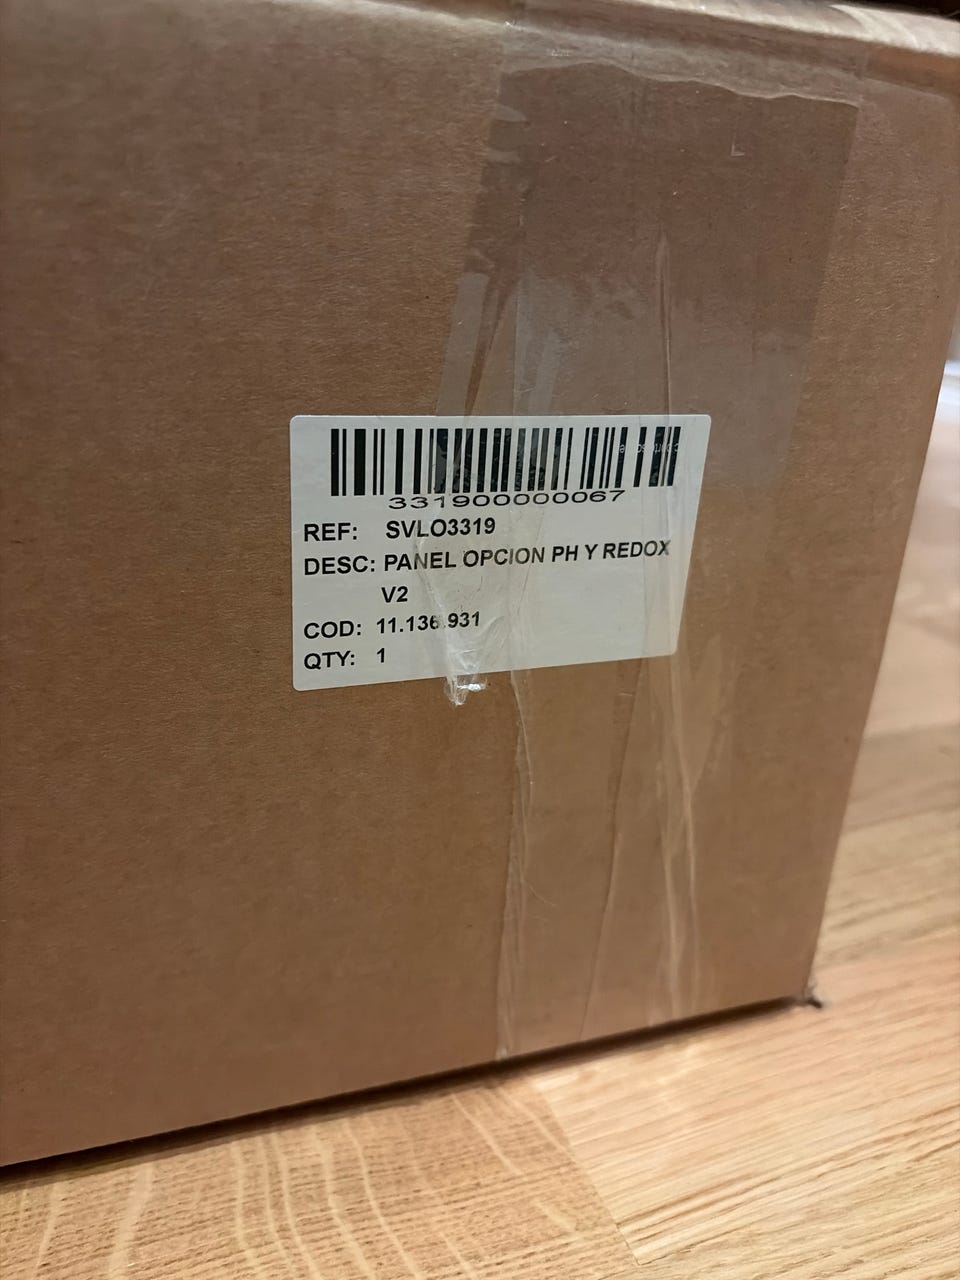 331900000067
REF: SVLO3319
DESC: PANEL OPCION PH Y REDOX
V2
COD: 11.136.931
QTY: 1